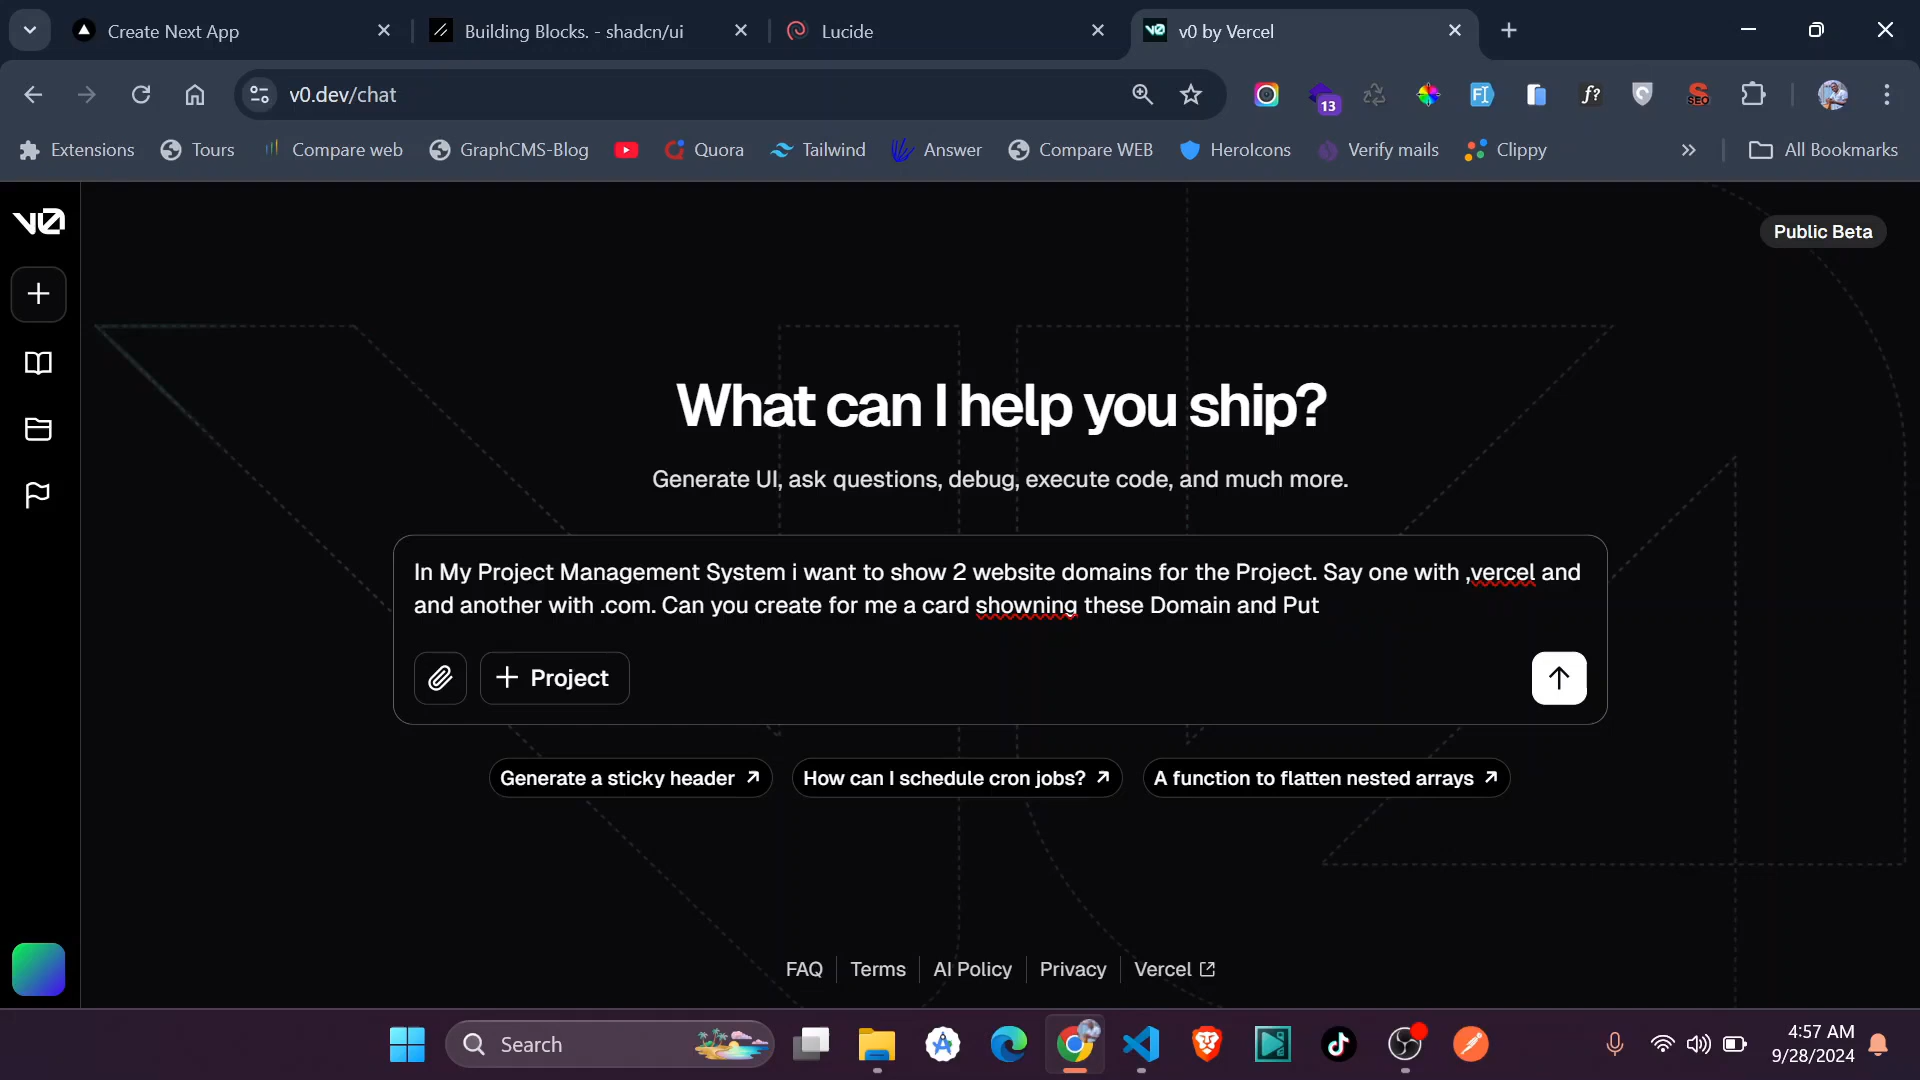 Create Next App
Building Blocks. - shadcn/ui
Lucide
v0 by Vercel
v0.dev/chat
13
f?
SEO
Extensions
Tours
Compare web
GraphCMS-Blog
Quora
Tailwind
Answer
Compare WEB
HeroIcons
Verify mails
Clippy
All Bookmarks
v0
Public Beta
What can I help you ship?
Generate UI, ask questions, debug, execute code, and much more.
In My Project Management System i want to show 2 website domains for the Project. Say one with ,vercel and
and another with .com. Can you create for me a card showning these Domain and Put
Project
Generate a sticky header
How can I schedule cron jobs?
A function to flatten nested arrays
FAQ
Terms
AI Policy
Privacy
Vercel
Search
4:57 AM
9/28/2024